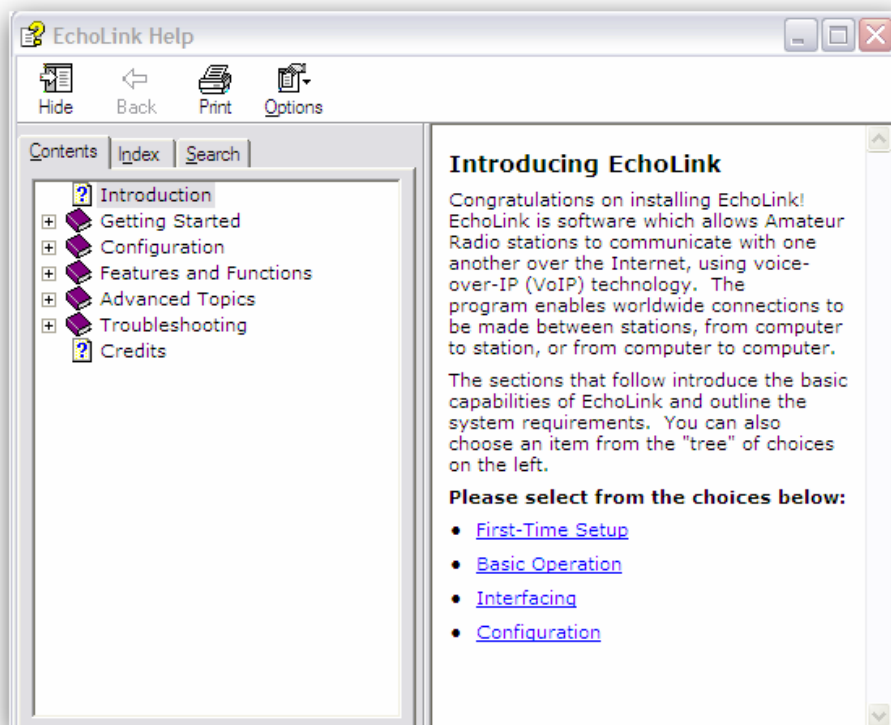 EchoLink Help
Hide Back Print Options
Contents Index Search
Introduction
Getting Started
Configuration
Features and Functions
Advanced Topics
Troubleshooting
Credits
Introducing EchoLink
Congratulations on installing EchoLink!
EchoLink is software which allows Amateur
Radio stations to communicate with one
another over the Internet, using voice-
over-IP (VoIP) technology. The
program enables worldwide connections to
be made between stations, from computer
to station, or from computer to computer.
The sections that follow introduce the basic
capabilities of EchoLink and outline the
system requirements. You can also
choose an item from the "tree" of choices
on the left.
Please select from the choices below:
• First-Time Setup
• Basic Operation
• Interfacing
• Configuration